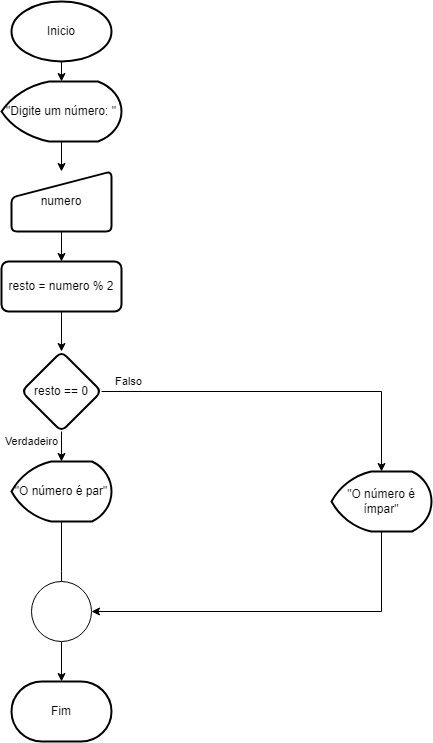 Inicio
"Digite um número: "
numero
resto = numero % 2
resto == 0
Falso
Verdadeiro
"O número é par"
"O número é
ímpar"
Fim